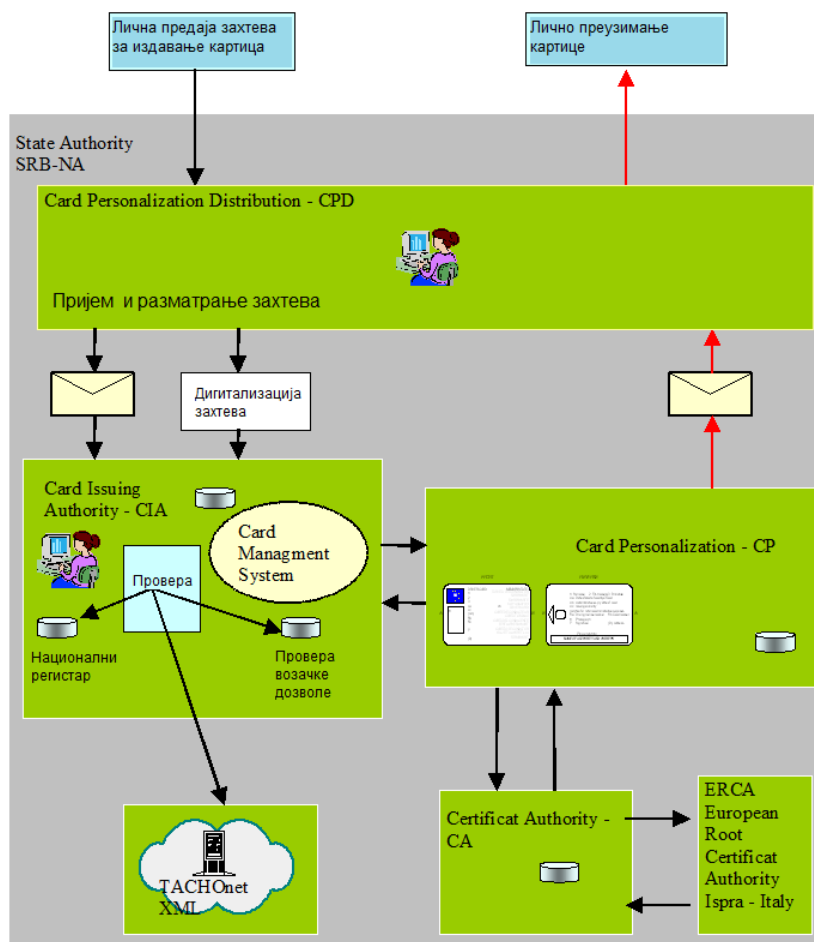 Лична предаја захтева
за издавање картица
Лично преузимање
картице
State Authority
SRB-NA
Card Personalization Distribution - CPD
Пријем и разматрање захтева
Дигитализација
захтева
Card Issuing
Authority - CIA
Card
Managment
System
Провера
Национални
регистар
Провера
возачке
дозволе
Card Personalization - CP
TACHOnet
XML
Certificat Authority -
CA
ERCA
European
Root
Certificat
Authority
Ispra - Italy